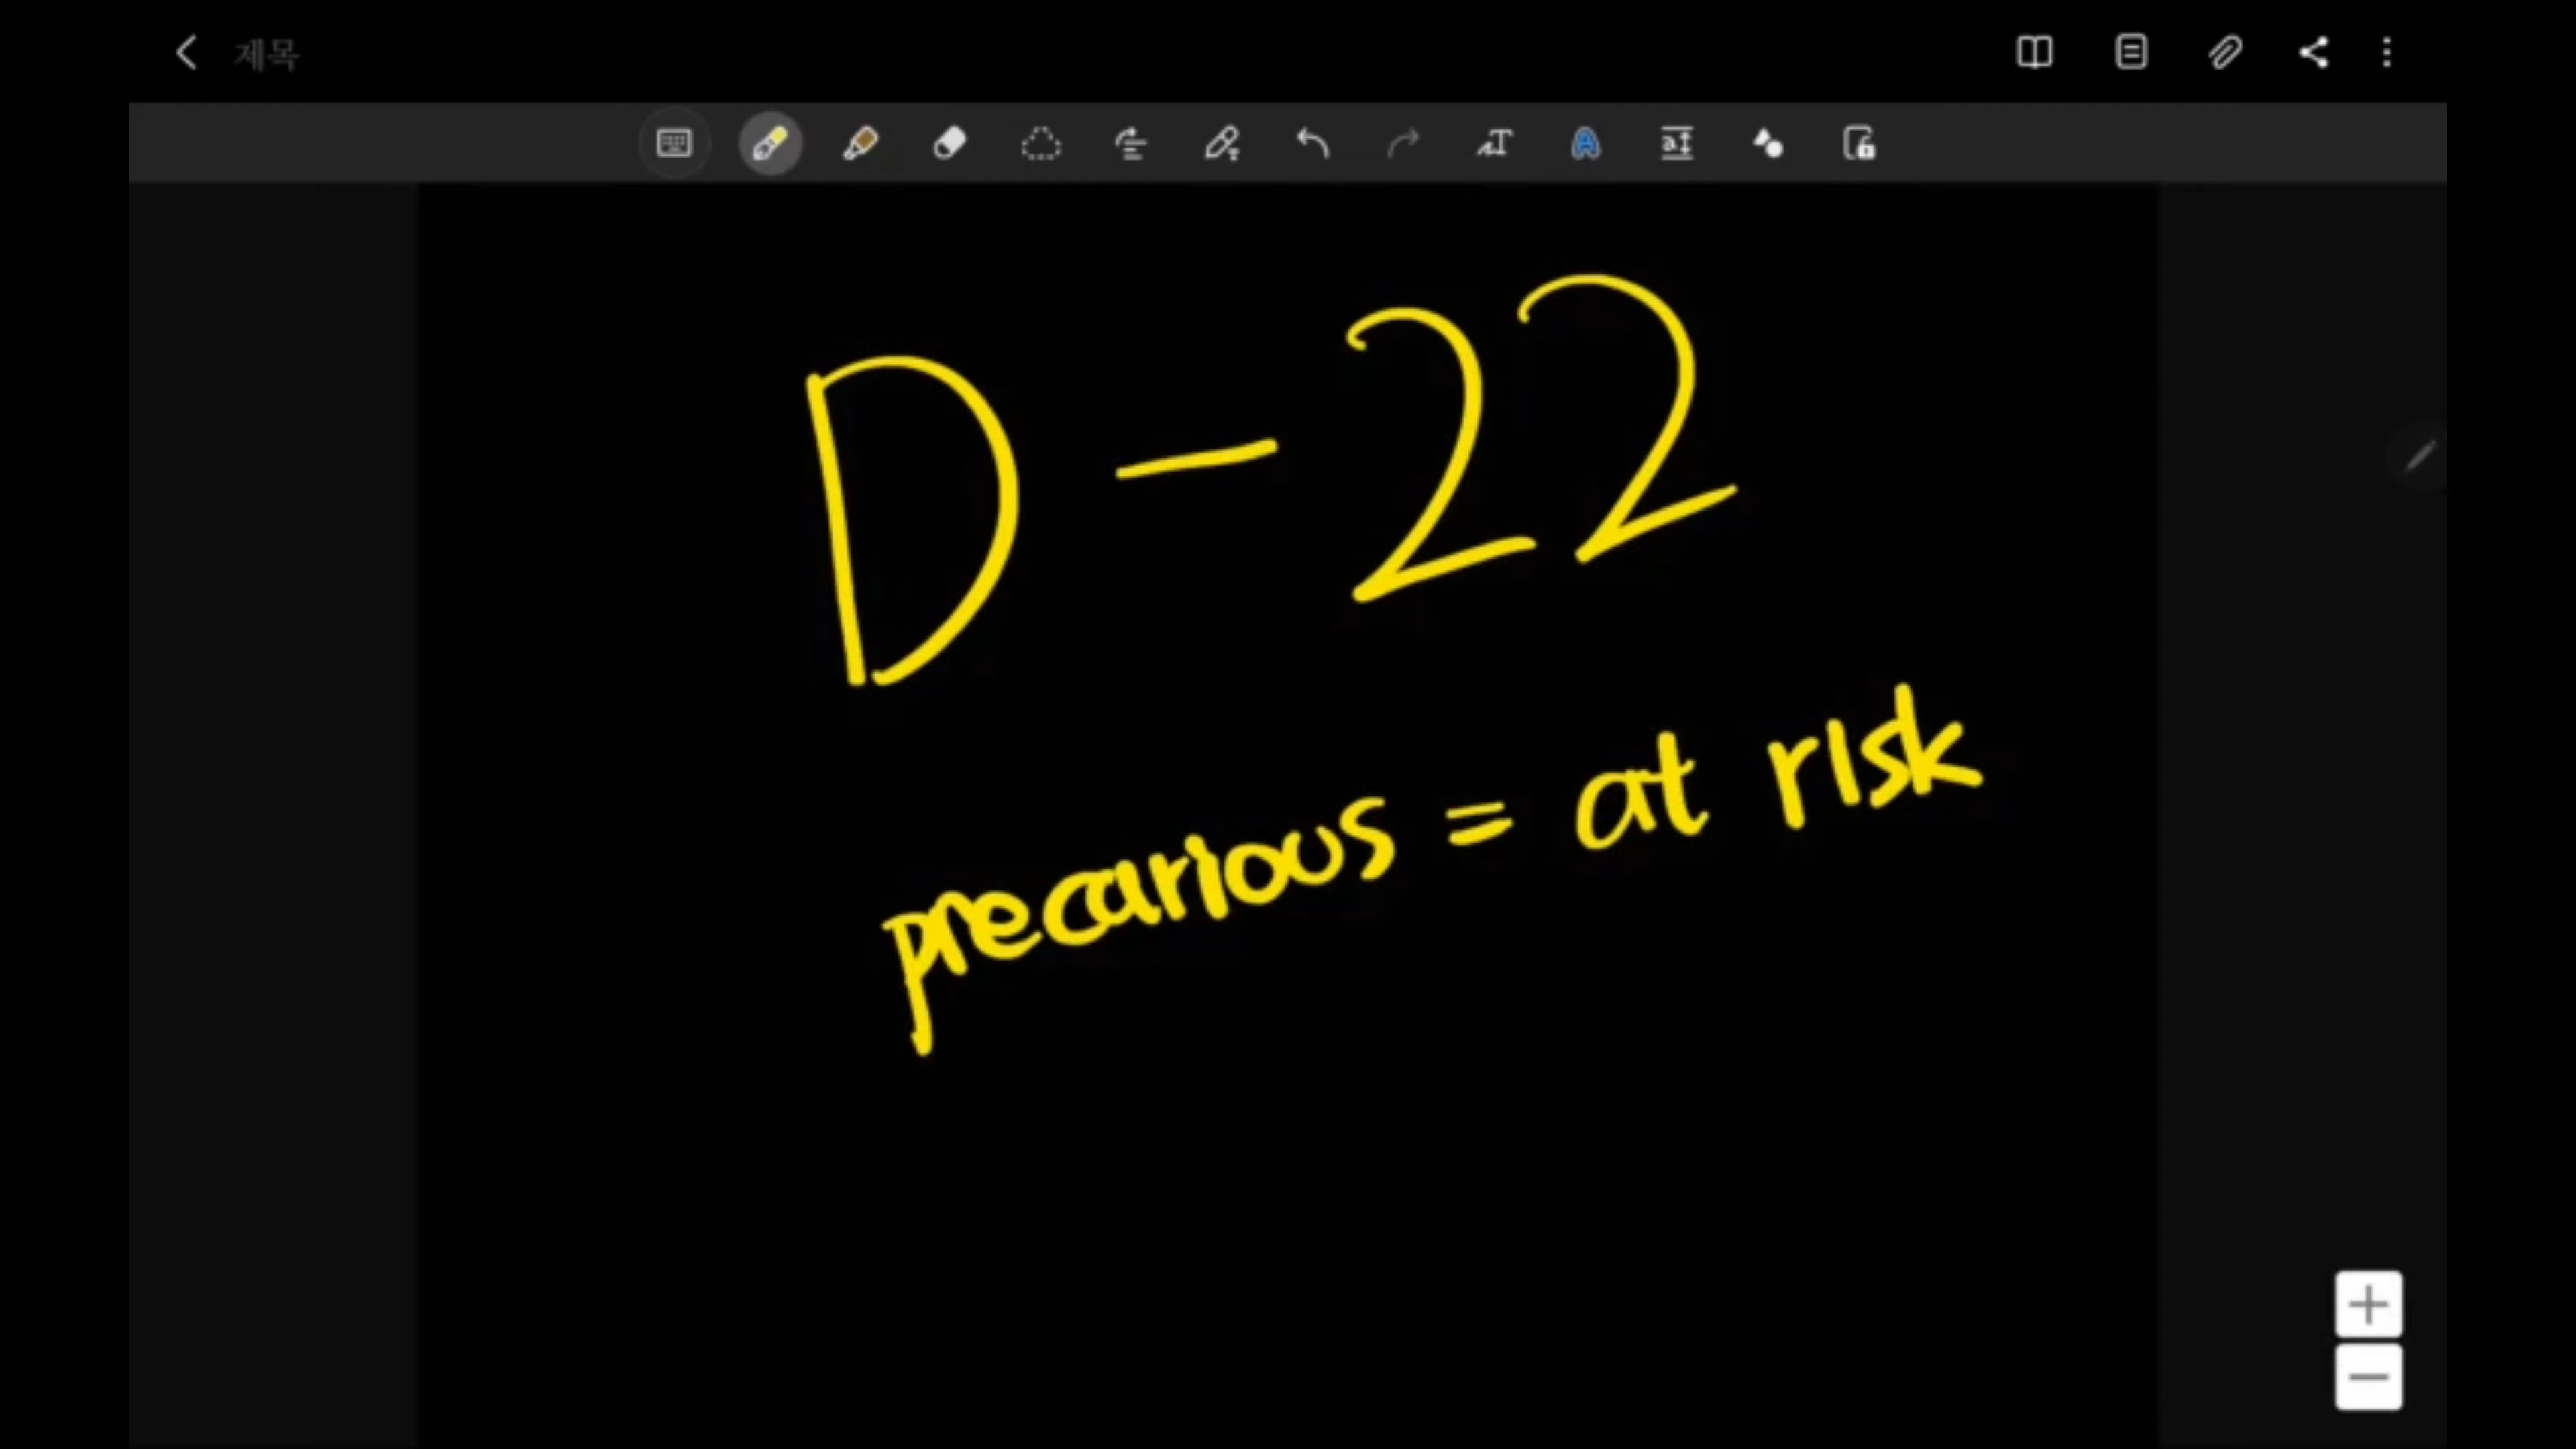 제목
D-22
precarious = at risk